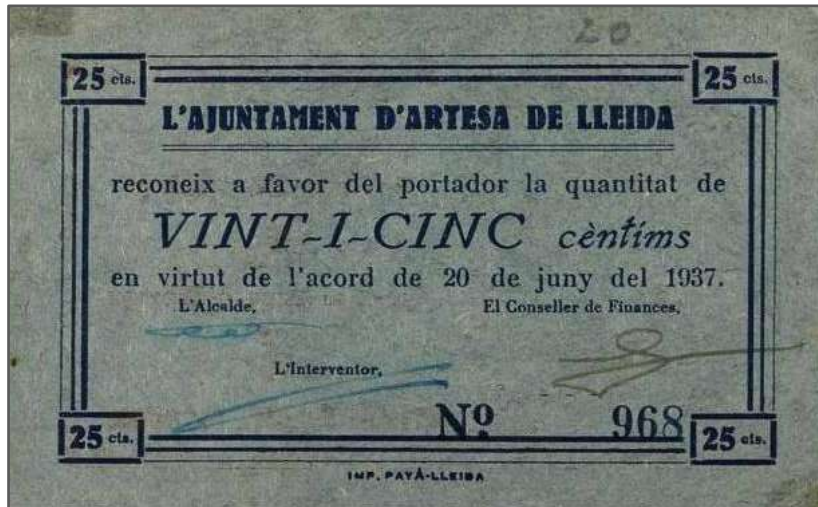 20
25 cts. 25 cts.
L'AJUNTAMENT D'ARTESA DE LLEIDA
reconeix a favor del portador la quantitat de
VINT-I-CINC cèntims
en virtut de l'acord de 20 de juny del 1937.
L'Alcalde, El Conseller de Finances,
L'Interventor,
Nº 968
25 cts. 25 cts.
IMP. PAYÀ-LLEIDA